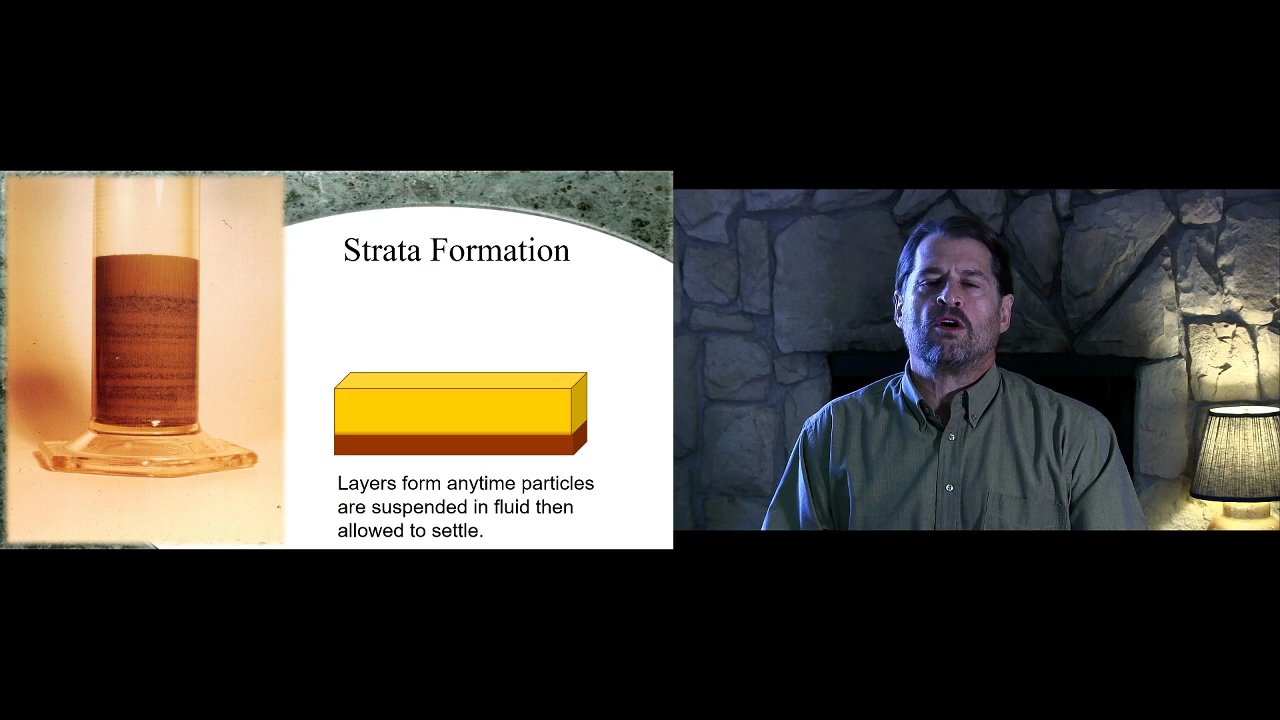 Strata Formation
Layers form anytime particles
are suspended in fluid then
allowed to settle.